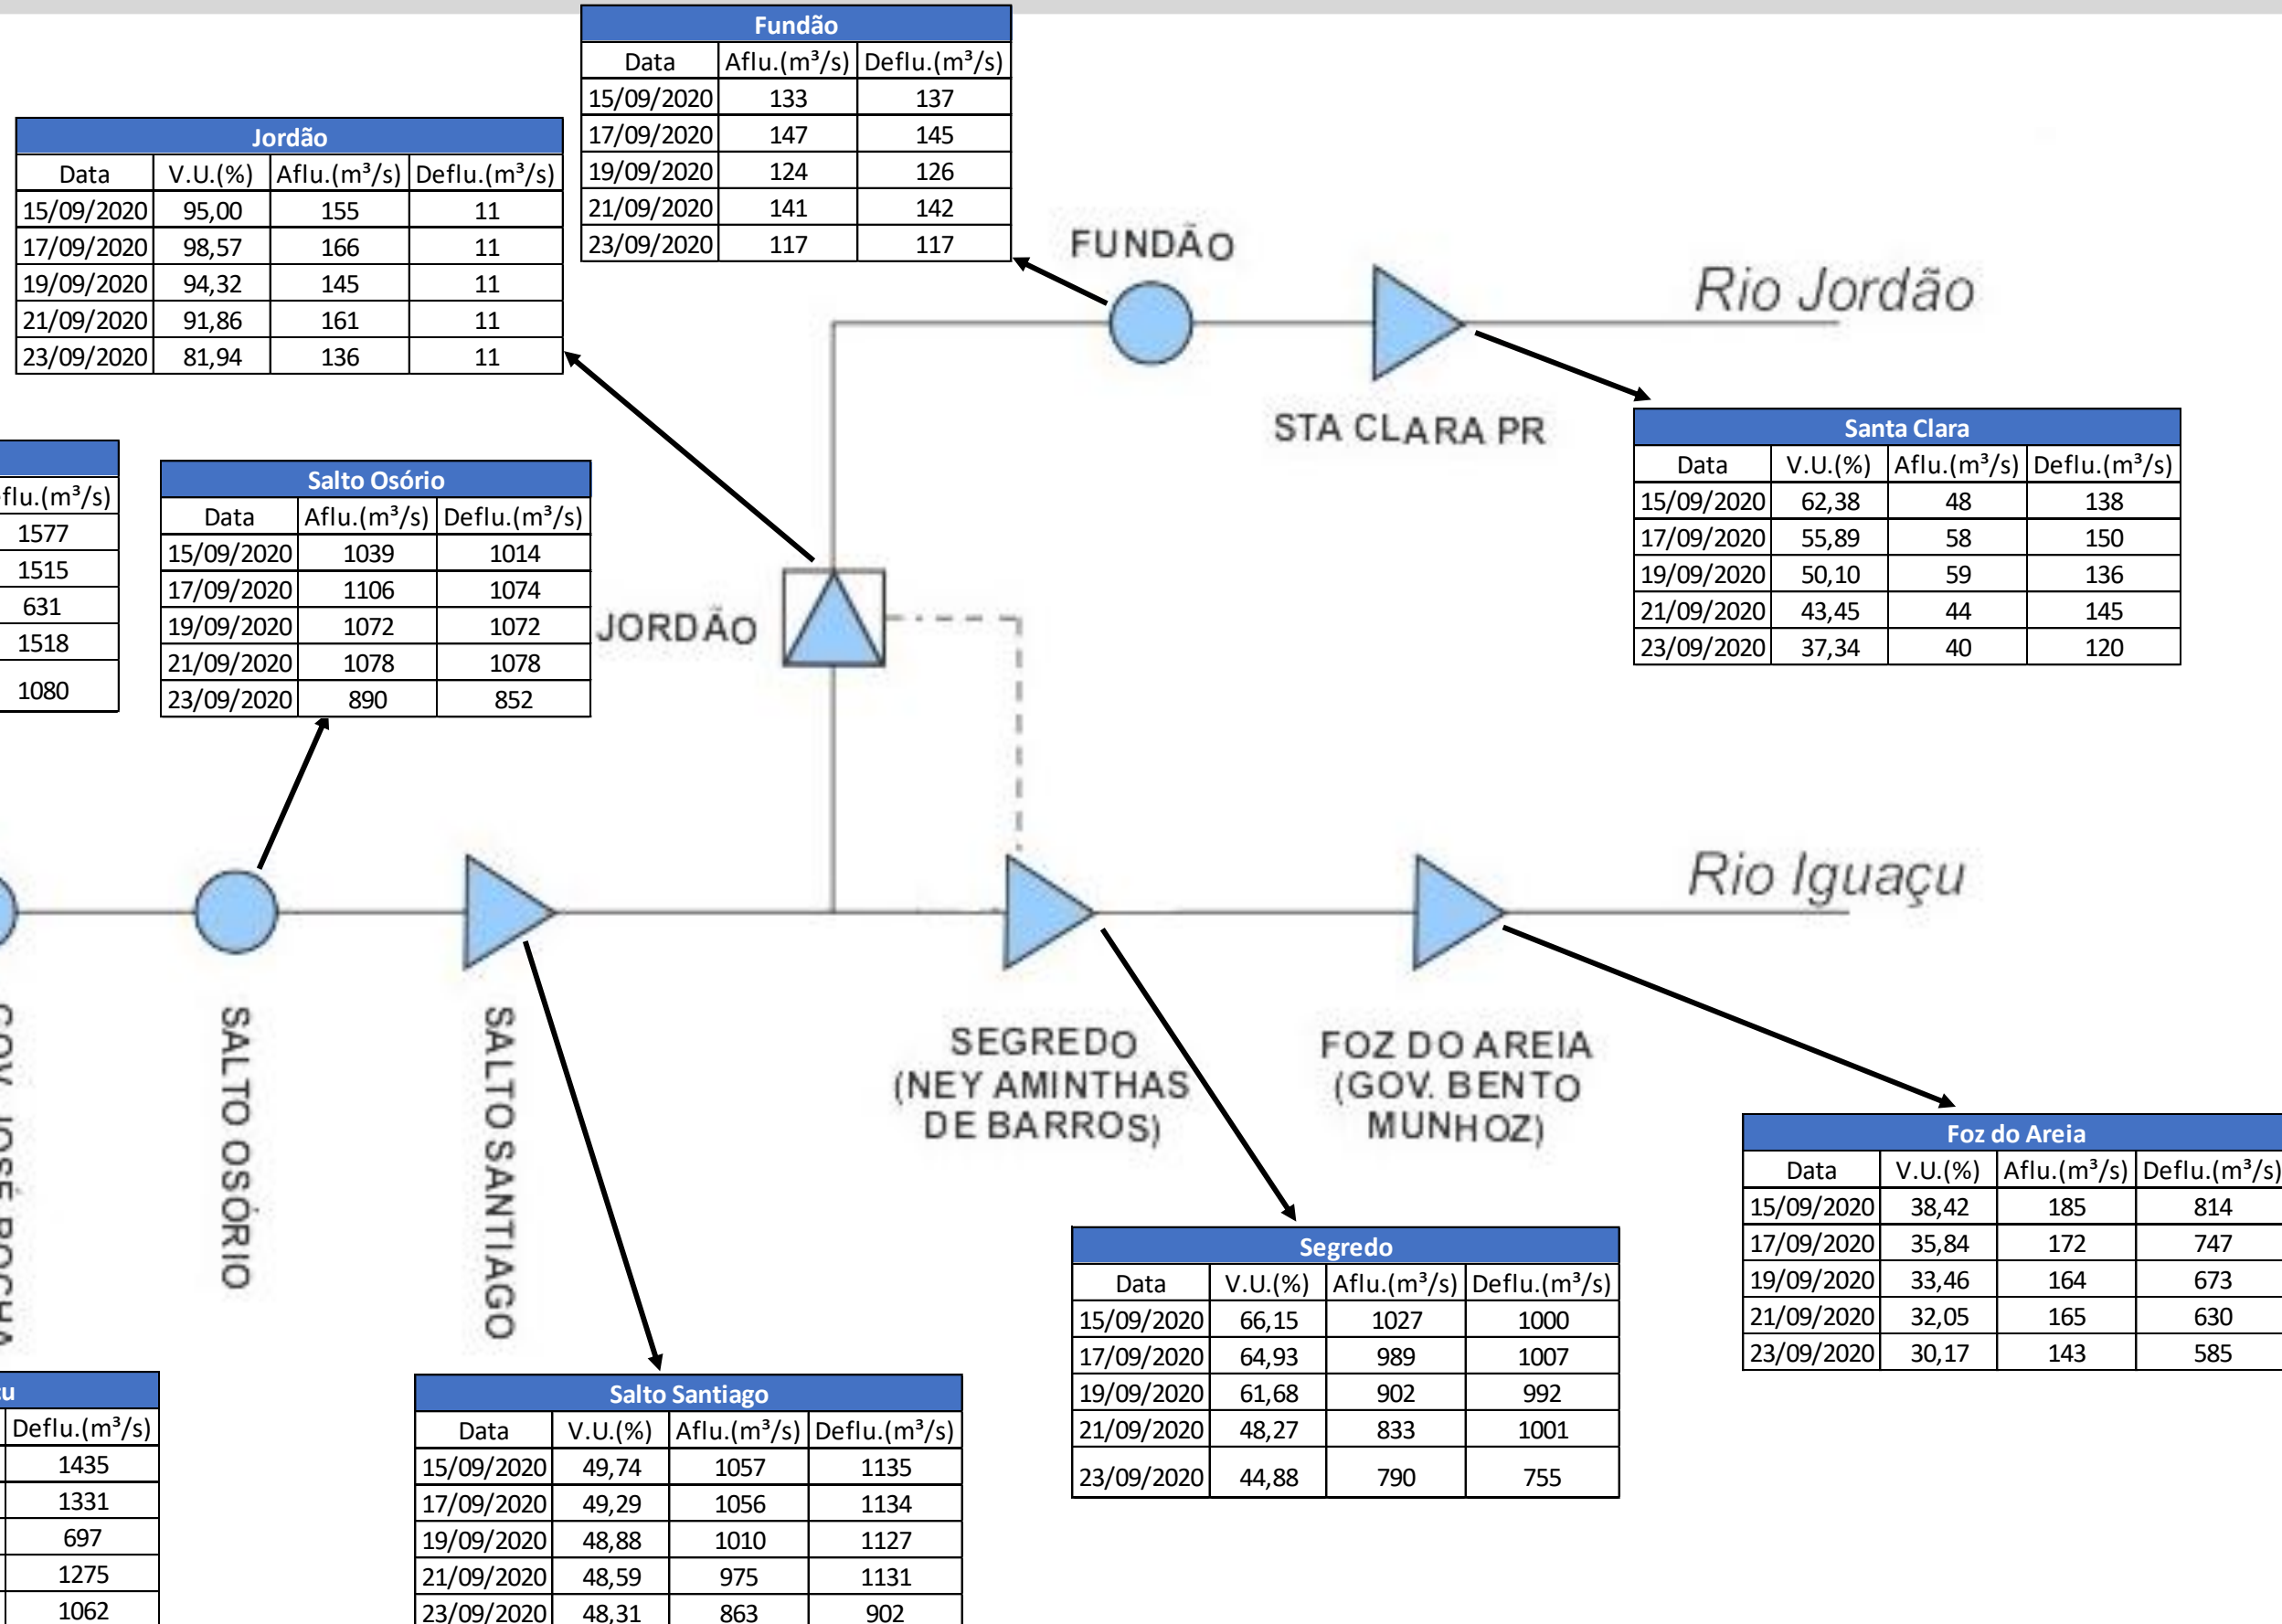 Fundão
Data Aflu.(m³/s) Deflu.(m³/s)
15/09/2020 133 137
17/09/2020 147 145
19/09/2020 124 126
21/09/2020 141 142
23/09/2020 117 117
Jordão
Data V.U.(%) Aflu.(m³/s) Deflu.(m³/s)
15/09/2020 95,00 155 11
17/09/2020 98,57 166 11
19/09/2020 94,32 145 11
21/09/2020 91,86 161 11
23/09/2020 81,94 136 11
FUNDÃO
Rio Jordão
STA CLARA PR
Santa Clara
Data V.U.(%) Aflu.(m³/s) Deflu.(m³/s)
15/09/2020 62,38 48 138
17/09/2020 55,89 58 150
19/09/2020 50,10 59 136
21/09/2020 43,45 44 145
23/09/2020 37,34 40 120
eflu.(m³/s)
1577
1515
631
1518
1080
Salto Osório
Data Aflu.(m³/s) Deflu.(m³/s)
15/09/2020 1039 1014
17/09/2020 1106 1074
19/09/2020 1072 1072
21/09/2020 1078 1078
23/09/2020 890 852
JORDÃO
Rio Iguaçu
GOV. JOSÉ ROCHA
SALTO OSÓRIO
SALTO SANTIAGO
SEGREDO
(NEY AMINTHAS
DE BARROS)
FOZ DO AREIA
(GOV. BENTO
MUNHOZ)
Foz do Areia
Data V.U.(%) Aflu.(m³/s) Deflu.(m³/s)
15/09/2020 38,42 185 814
17/09/2020 35,84 172 747
19/09/2020 33,46 164 673
21/09/2020 32,05 165 630
23/09/2020 30,17 143 585
Segredo
Data V.U.(%) Aflu.(m³/s) Deflu.(m³/s)
15/09/2020 66,15 1027 1000
17/09/2020 64,93 989 1007
19/09/2020 61,68 902 992
21/09/2020 48,27 833 1001
23/09/2020 44,88 790 755
Deflu.(m³/s)
1435
1331
697
1275
1062
Salto Santiago
Data V.U.(%) Aflu.(m³/s) Deflu.(m³/s)
15/09/2020 49,74 1057 1135
17/09/2020 49,29 1056 1134
19/09/2020 48,88 1010 1127
21/09/2020 48,59 975 1131
23/09/2020 48,31 863 902